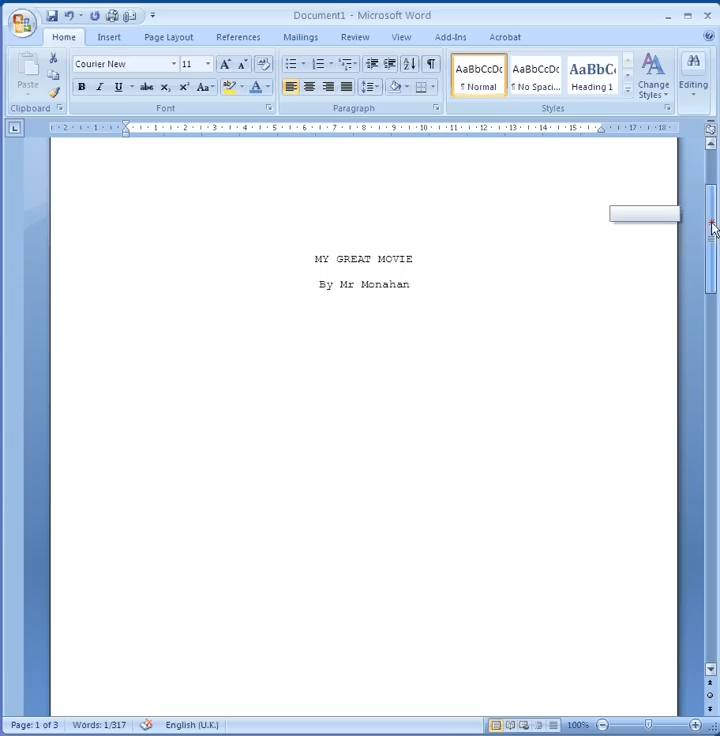 Document1 - Microsoft Word
Home Insert Page Layout References Mailings Review View Add-Ins Acrobat
Paste
Courier New 11
AaBbCcDc AaBbCcDc AaBbC
¶ Normal ¶ No Spaci... Heading 1
Change Styles
Editing
Clipboard Font Paragraph Styles
MY GREAT MOVIE
By Mr Monahan
Page: 1 of 3 Words: 1/317 English (U.K.) 100%